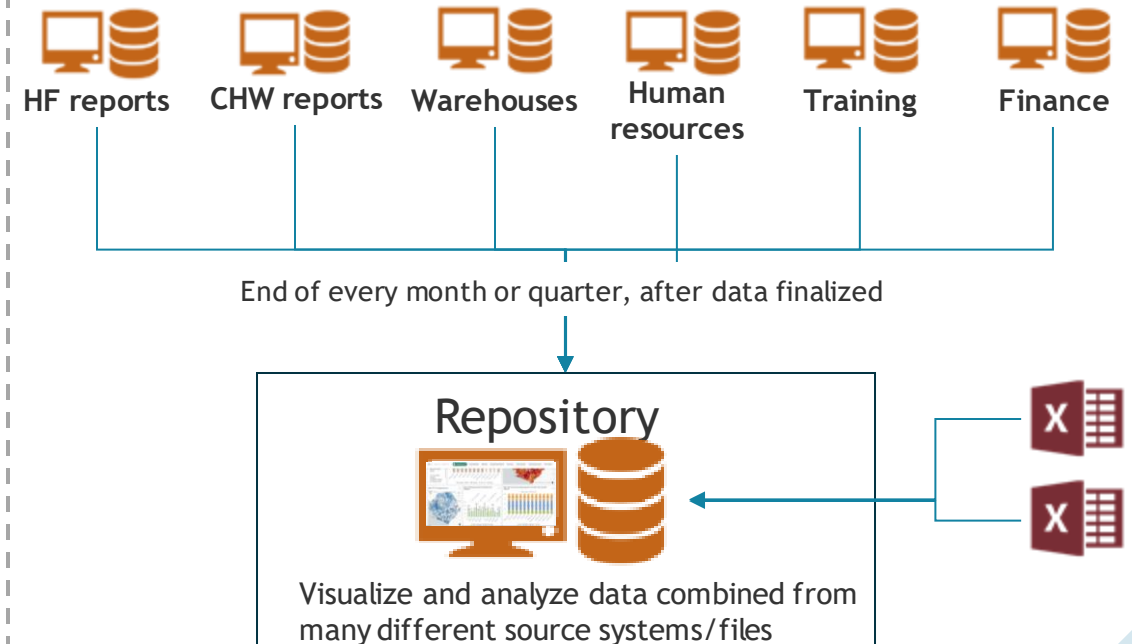 HF reports
CHW reports
Warehouses
Human
resources
Training
Finance
End of every month or quarter, after data finalized
Repository
X
X
Visualize and analyze data combined from
many different source systems/files